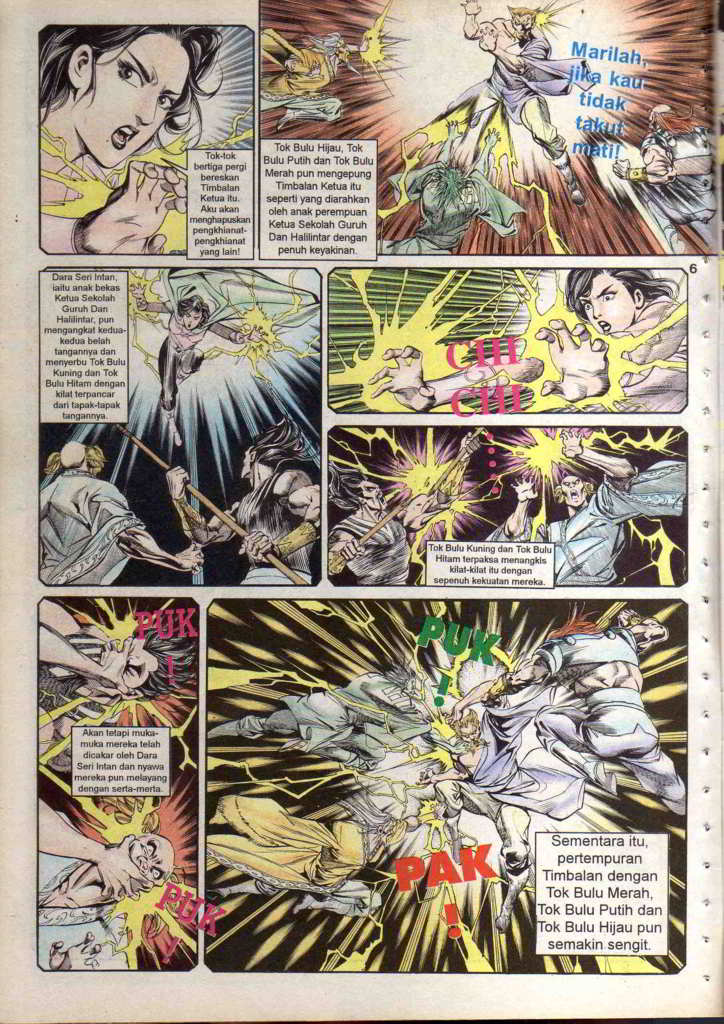 Tok-tok
bertiga pergi
bereskan
Timbalan
Ketua itu.
Aku akan
menghapuskan
pengkhianat-
pengkhianat
yang lain!
Tok Bulu Hijau, Tok
Bulu Putih dan Tok Bulu
Merah pun mengepung
Timbalan Ketua itu
seperti yang diarahkan
oleh anak perempuan
Ketua Sekolah Guruh
Dan Halilintar dengan
penuh keyakinan.
Marilah,
jika kau
tidak
takut
mati!
6
Dara Seri Intan,
iaitu anak bekas
Ketua Sekolah
Guruh Dan
Halilintar, pun
mengangkat kedua-
kedua belah
tangannya dan
menyerbu Tok Bulu
Kuning dan Tok
Bulu Hitam dengan
kilat terpancar
dari tapak-tapak
tangannya.
CHI
CHI
Tok Bulu Kuning dan Tok Bulu
Hitam terpaksa menangkis
kilat-kilat itu dengan
sepenuh kekuatan mereka.
PUK
!
Akan tetapi muka-
muka mereka telah
dicakar oleh Dara
Seri Intan dan nyawa
mereka pun melayang
dengan serta-merta.
PUK
!
PUK
!
PAK
!
Sementara itu,
pertempuran
Timbalan dengan
Tok Bulu Merah,
Tok Bulu Putih dan
Tok Bulu Hijau pun
semakin sengit.